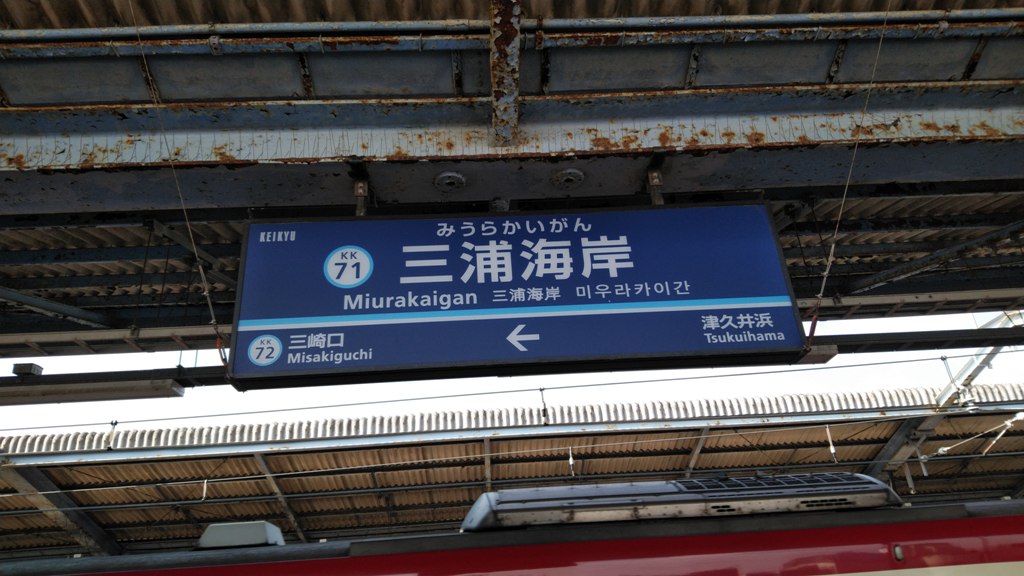 KEIKYU
みうらかいがん
KK
71
三浦海岸
Miurakaigan 三浦海岸 미우라카이간
KK
72
三崎口
Misakiguchi
←
津久井浜
Tsukuihama